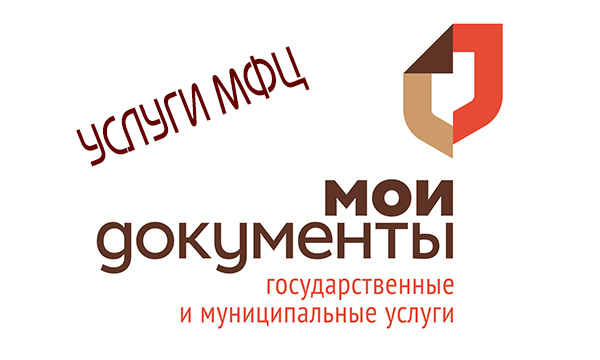 УСЛУГИ МФЦ
мои
документы
государственные
и муниципальные услуги